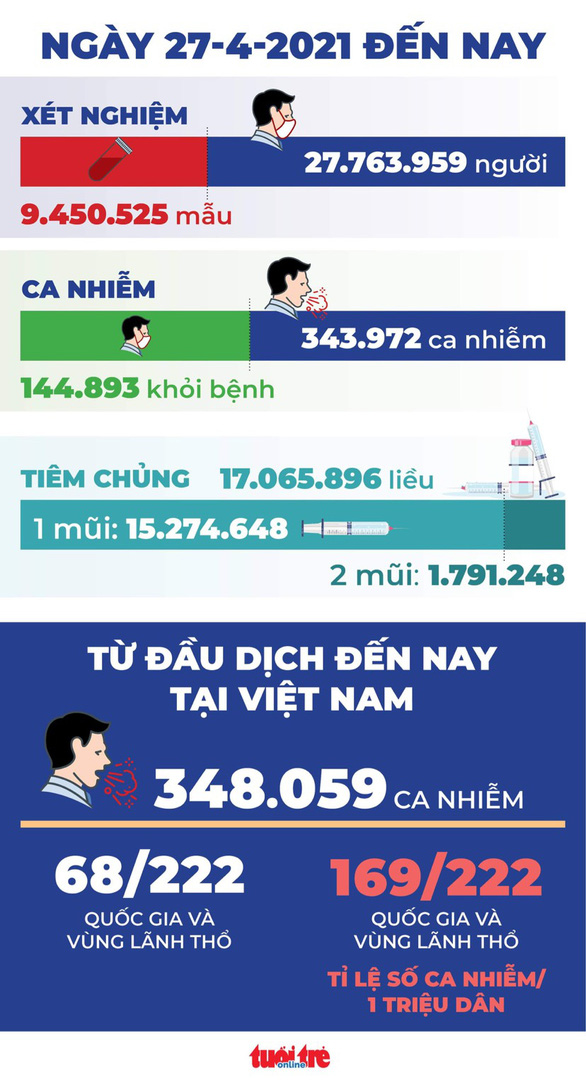 NGÀY 27-4-2021 ĐẾN NAY
XÉT NGHIỆM
27.763.959 người
9.450.525 mẫu
CA NHIỄM
343.972 ca nhiễm
144.893 khỏi bệnh
TIÊM CHỦNG 17.065.896 liều
1 mũi: 15.274.648
2 mũi: 1.791.248
TỪ ĐẦU DỊCH ĐẾN NAY
TẠI VIỆT NAM
348.059 CA NHIỄM
68/222
QUỐC GIA VÀ
VÙNG LÃNH THỔ
169/222
QUỐC GIA VÀ
VÙNG LÃNH THỔ
TỈ LỆ SỐ CA NHIỄM/
1 TRIỆU DÂN
tuổi trẻ
online